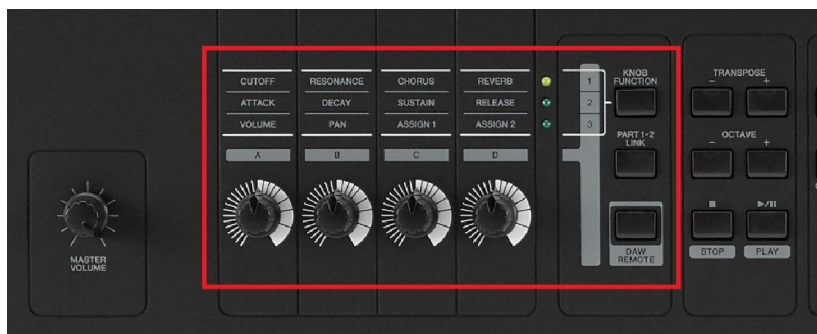 CUTOFF RESONANCE CHORUS REVERB 1
ATTACK DECAY SUSTAIN RELEASE 2
VOLUME PAN ASSIGN 1 ASSIGN 2 3
A B C D
KNOB
FUNCTION
PART 1-2
LINK
DAW
REMOTE
TRANSPOSE
- +
OCTAVE
- +
STOP PLAY
MASTER
VOLUME